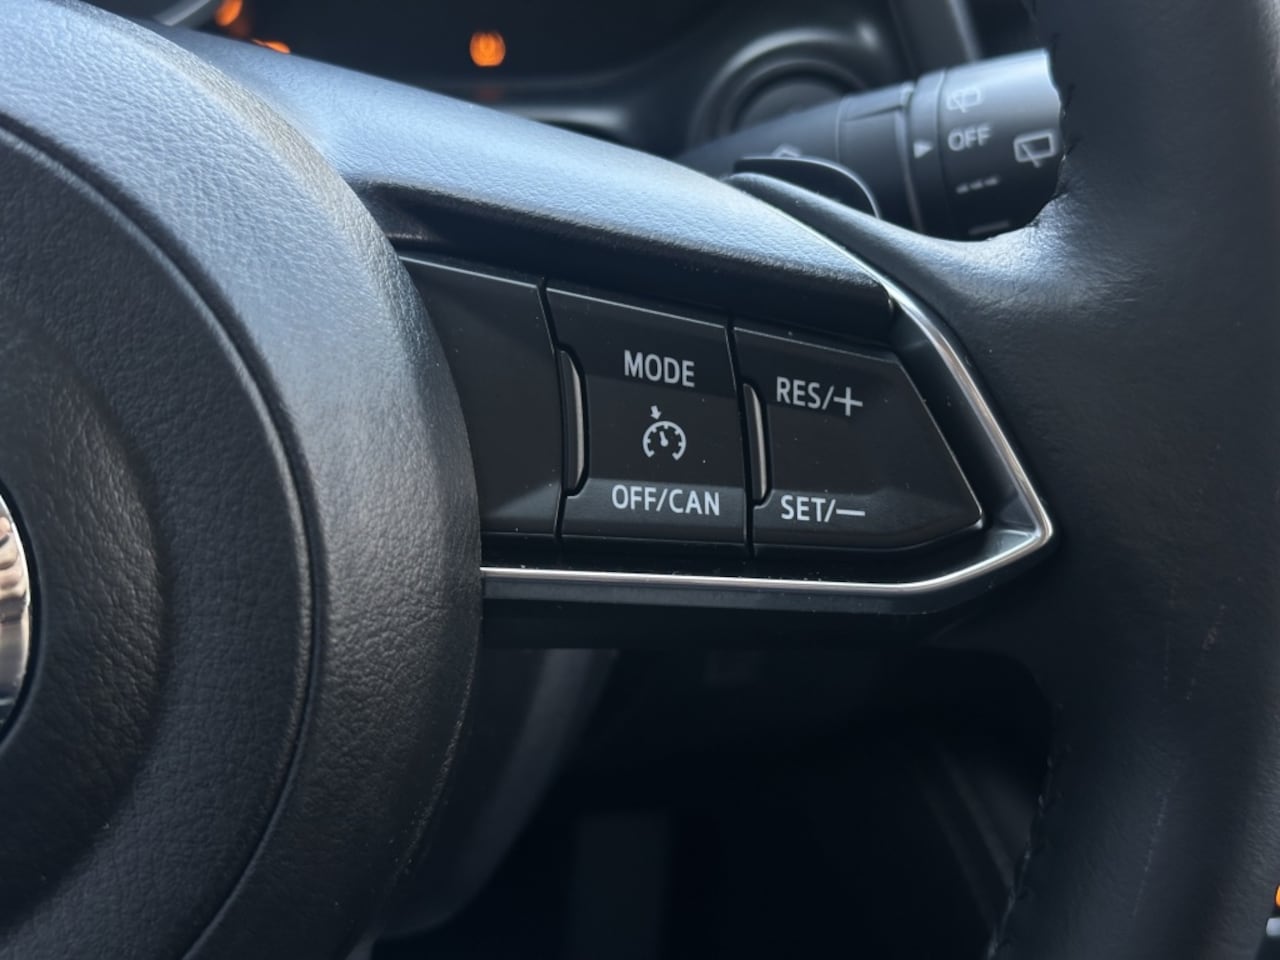 OFF
MODE
OFF/CAN
RES/+
SET/—